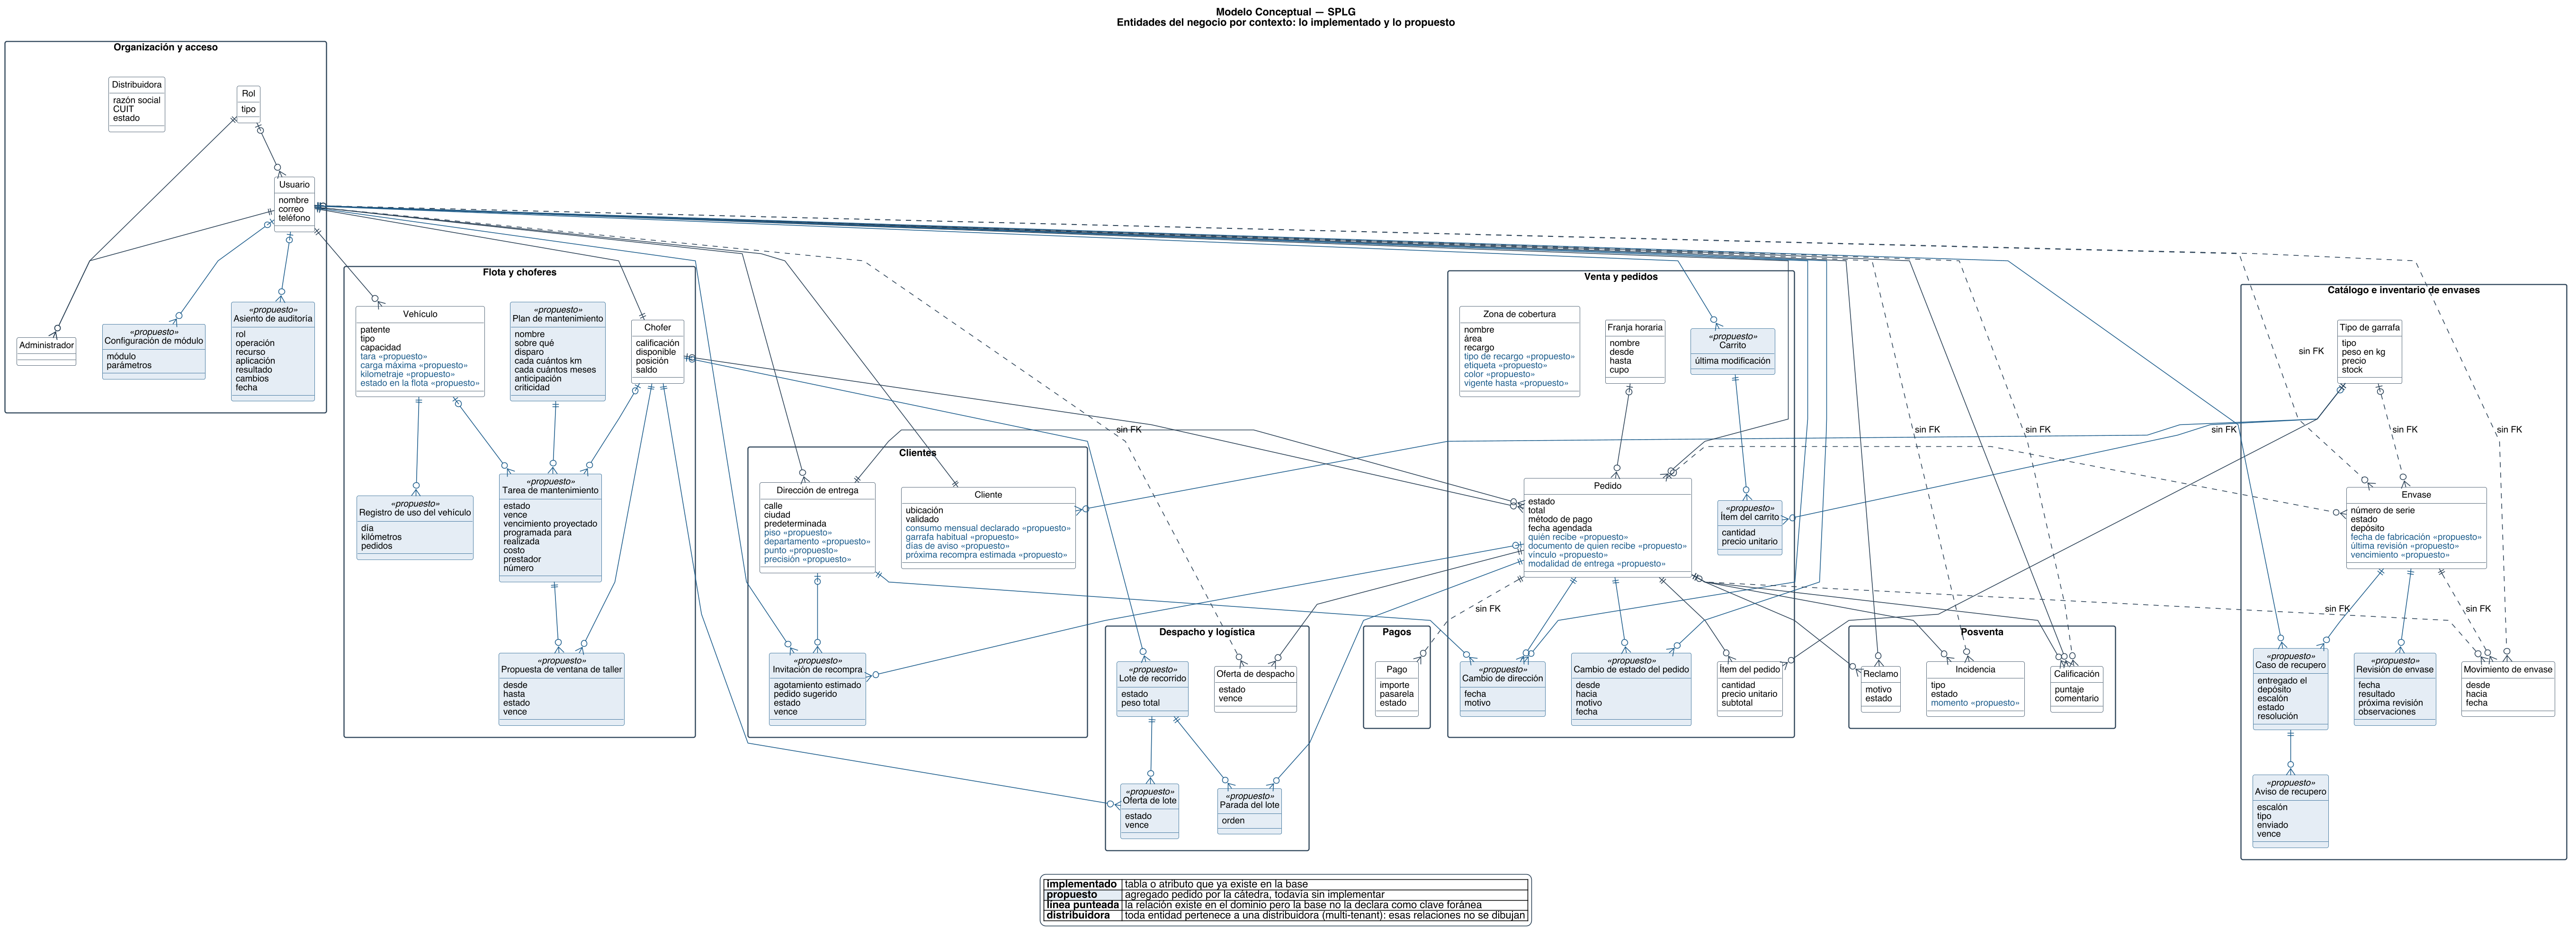 Modelo Conceptual — SPLG
Entidades del negocio por contexto: lo implementado y lo propuesto
Organización y acceso
Distribuidora
razón social
CUIT
estado
Rol
tipo
Usuario
nombre
correo
teléfono
Administrador
«propuesto»
Configuración de módulo
módulo
parámetros
«propuesto»
Asiento de auditoría
rol
operación
recurso
aplicación
resultado
cambios
fecha
Flota y choferes
Vehículo
patente
tipo
capacidad
tara «propuesto»
carga máxima «propuesto»
kilometraje «propuesto»
estado en la flota «propuesto»
«propuesto»
Plan de mantenimiento
nombre
sobre qué
disparo
cada cuántos km
cada cuántos meses
anticipación
criticidad
Chofer
calificación
disponible
posición
saldo
«propuesto»
Registro de uso del vehículo
día
kilómetros
pedidos
«propuesto»
Tarea de mantenimiento
estado
vence
vencimiento proyectado
programada para
realizada
costo
prestador
número
«propuesto»
Propuesta de ventana de taller
desde
hasta
estado
vence
Clientes
Dirección de entrega
calle
ciudad
predeterminada
piso «propuesto»
departamento «propuesto»
punto «propuesto»
precisión «propuesto»
Cliente
ubicación
validado
consumo mensual declarado «propuesto»
garrafa habitual «propuesto»
días de aviso «propuesto»
próxima recompra estimada «propuesto»
«propuesto»
Invitación de recompra
agotamiento estimado
pedido sugerido
estado
vence
sin FK
Despacho y logística
«propuesto»
Lote de recorrido
estado
peso total
Oferta de despacho
estado
vence
«propuesto»
Oferta de lote
estado
vence
«propuesto»
Parada del lote
orden
Pagos
Pago
importe
pasarela
estado
sin FK
Venta y pedidos
Zona de cobertura
nombre
área
recargo
tipo de recargo «propuesto»
etiqueta «propuesto»
color «propuesto»
vigente hasta «propuesto»
Franja horaria
nombre
desde
hasta
cupo
«propuesto»
Carrito
última modificación
Pedido
estado
total
método de pago
fecha agendada
quién recibe «propuesto»
documento de quien recibe «propuesto»
vínculo «propuesto»
modalidad de entrega «propuesto»
«propuesto»
Ítem del carrito
cantidad
precio unitario
«propuesto»
Cambio de dirección
fecha
motivo
«propuesto»
Cambio de estado del pedido
desde
hacia
motivo
fecha
Ítem del pedido
cantidad
precio unitario
subtotal
Posventa
Reclamo
motivo
estado
Incidencia
tipo
estado
momento «propuesto»
Calificación
puntaje
comentario
sin FK
sin FK
sin FK
Catálogo e inventario de envases
Tipo de garrafa
tipo
peso en kg
precio
stock
sin FK
sin FK
sin FK
Envase
número de serie
estado
depósito
fecha de fabricación «propuesto»
última revisión «propuesto»
vencimiento «propuesto»
sin FK
sin FK
«propuesto»
Caso de recupero
entregado el
depósito
escalón
estado
resolución
«propuesto»
Revisión de envase
fecha
resultado
próxima revisión
observaciones
Movimiento de envase
desde
hacia
fecha
«propuesto»
Aviso de recupero
escalón
tipo
enviado
vence
implementado tabla o atributo que ya existe en la base
propuesto agregado pedido por la cátedra, todavía sin implementar
línea punteada la relación existe en el dominio pero la base no la declara como clave foránea
distribuidora toda entidad pertenece a una distribuidora (multi-tenant): esas relaciones no se dibujan